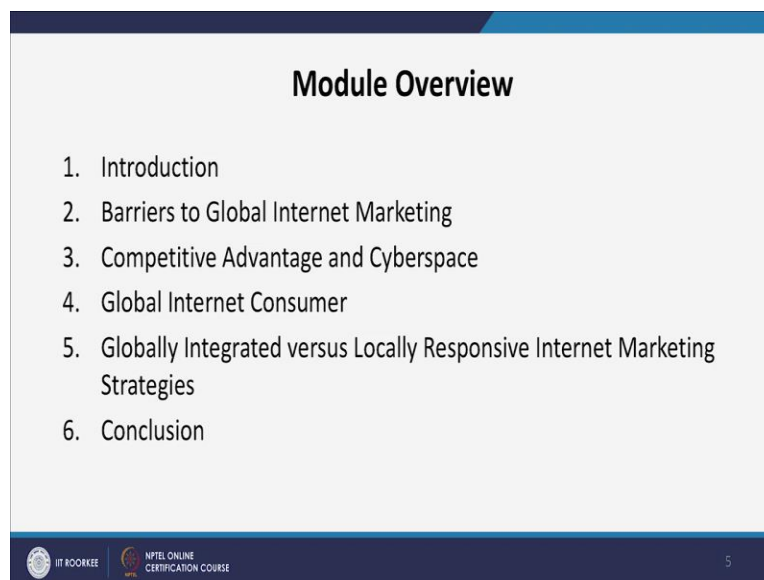 Module Overview
1. Introduction
2. Barriers to Global Internet Marketing
3. Competitive Advantage and Cyberspace
4. Global Internet Consumer
5. Globally Integrated versus Locally Responsive Internet Marketing
Strategies
6. Conclusion
IIT ROORKEE
NPTEL ONLINE
CERTIFICATION COURSE
5